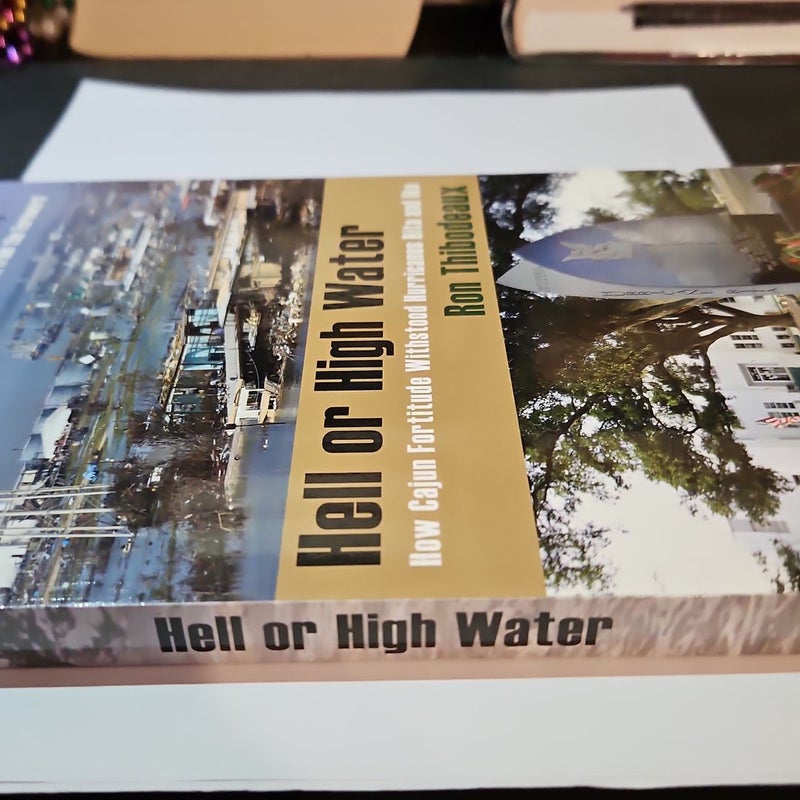 Hell or High Water
How Cajun Fortitude Withstood Hurricanes Rita and Ike
Ron Thibodeaux
Hell or High Water